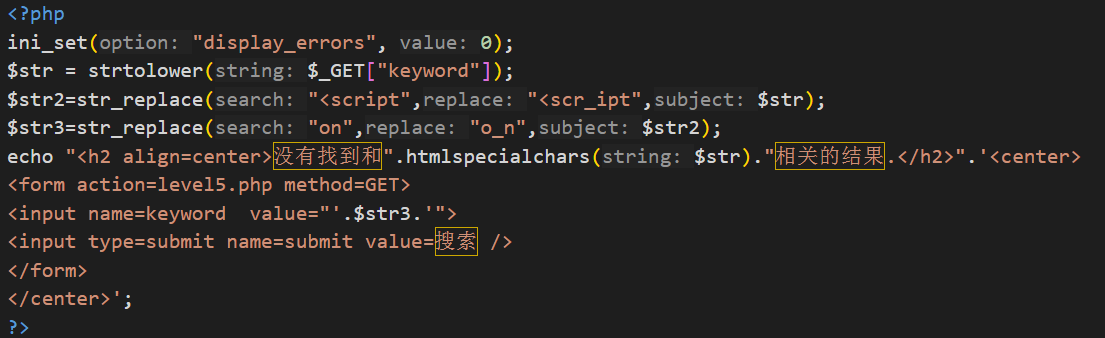 <?php
ini_set(option: "display_errors", value: 0);
$str = strtolower(string: $_GET["keyword"]);
$str2=str_replace(search: "<script",replace: "<scr_ipt",subject: $str);
$str3=str_replace(search: "on",replace: "o_n",subject: $str2);
echo "<h2 align=center>没有找到和".htmlspecialchars(string: $str)."相关的结果.</h2>".'<center>
<form action=level5.php method=GET>
<input name=keyword  value="'.$str3.'">
<input type=submit name=submit value=搜索 />
</form>
</center>';
?>